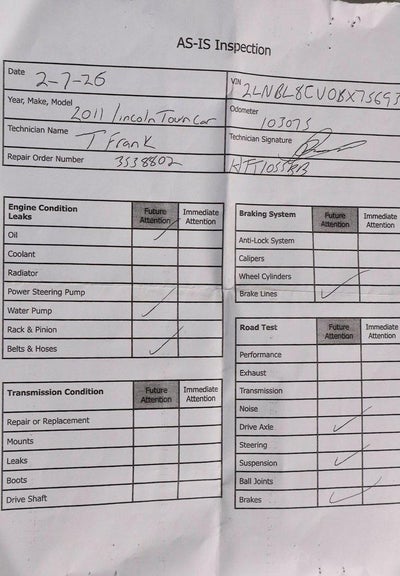 AS-IS Inspection
Date 2-7-26
VIN 2LNBL8CV0BX75693
Year, Make, Model 2011 Lincoln Town Car
Odometer 103075
Technician Name T Frank
Technician Signature
Repair Order Number 3538802
Engine Condition Leaks Future Attention Immediate Attention
Oil ✓
Coolant
Radiator
Power Steering Pump
Water Pump ✓
Rack & Pinion
Belts & Hoses ✓
Transmission Condition Future Attention Immediate Attention
Repair or Replacement
Mounts
Leaks
Boots
Drive Shaft
Braking System Future Attention Immediate Attention
Anti-Lock System
Calipers
Wheel Cylinders
Brake Lines ✓
Road Test Future Attention Immediate Attention
Performance
Exhaust
Transmission
Noise
Drive Axle ✓
Steering
Suspension ✓
Ball Joints
Brakes ✓